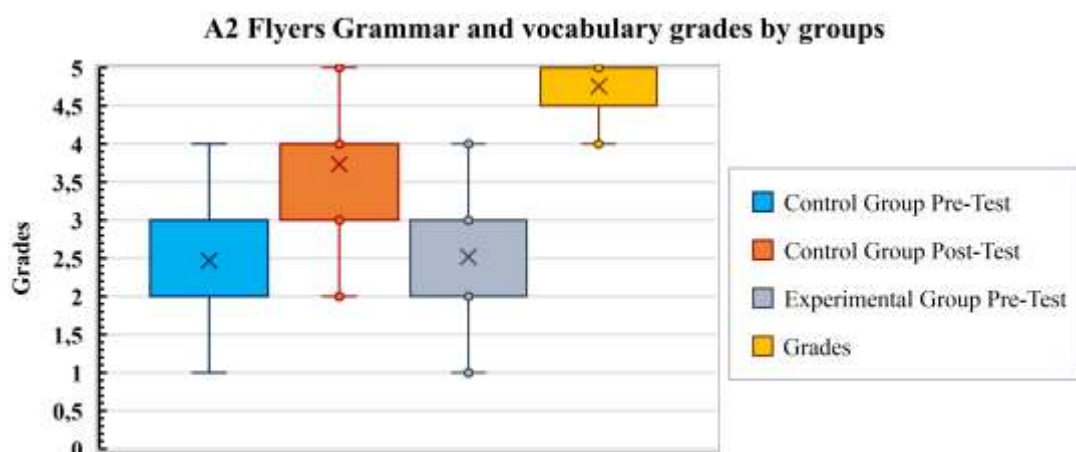 A2 Flyers Grammar and vocabulary grades by groups
5
4,5
4
3,5
3
2,5
2
1,5
1
0,5
0
Grades
Control Group Pre-Test
Control Group Post-Test
Experimental Group Pre-Test
Grades